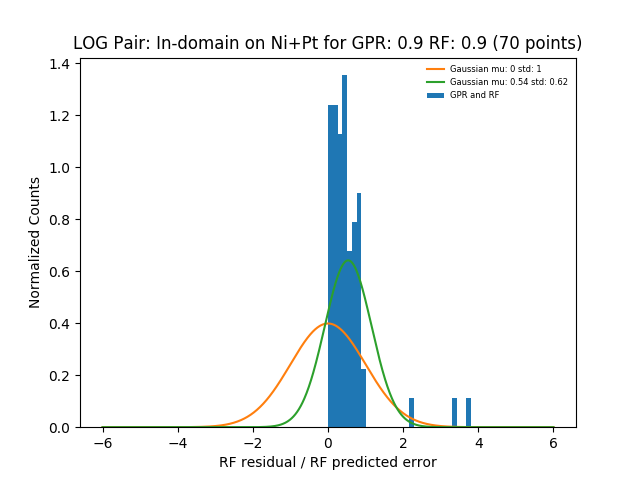 LOG Pair: In-domain on Ni+Pt for GPR: 0.9 RF: 0.9 (70 points)
Gaussian mu: 0 std: 1
Gaussian mu: 0.54 std: 0.62
GPR and RF
1.4
1.2
1.0
0.8
0.6
0.4
0.2
0.0
Normalized Counts
−6 −4 −2 0 2 4 6
RF residual / RF predicted error